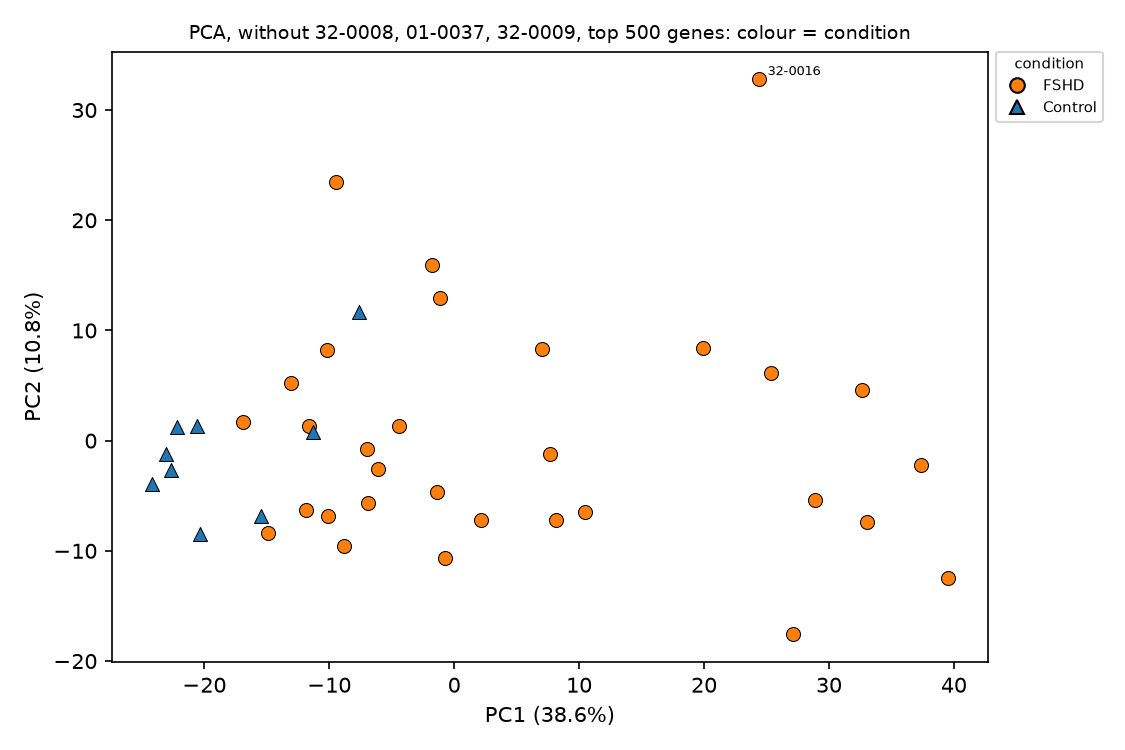 PCA, without 32-0008, 01-0037, 32-0009, top 500 genes: colour = condition
condition
FSHD
Control
32-0016
30
20
10
0
−10
−20
PC2 (10.8%)
−20 −10 0 10 20 30 40
PC1 (38.6%)